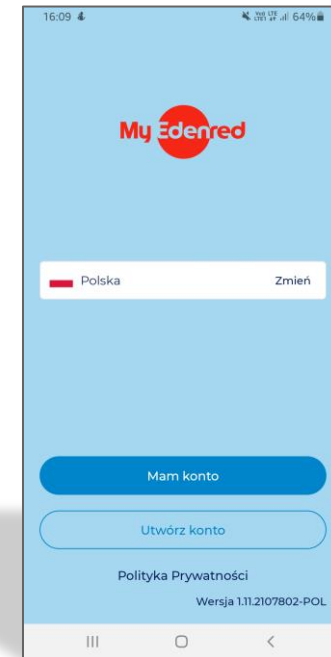 16:09 64%
My Edenred
Polska Zmień
Mam konto
Utwórz konto
Polityka Prywatności
Wersja 1.11.2107802-POL